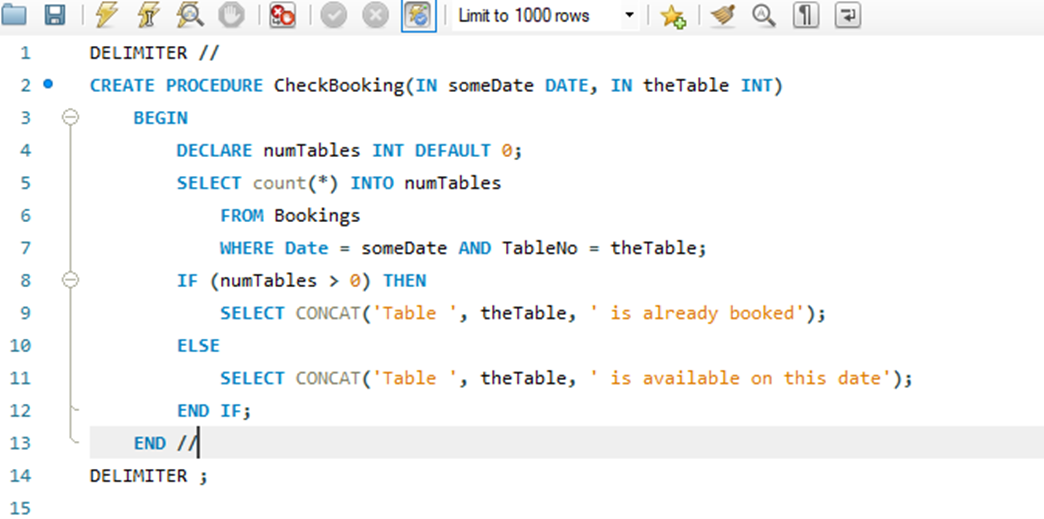 Limit to 1000 rows
1 DELIMITER //
2 CREATE PROCEDURE CheckBooking(IN someDate DATE, IN theTable INT)
3 BEGIN
4 DECLARE numTables INT DEFAULT 0;
5 SELECT count(*) INTO numTables
6 FROM Bookings
7 WHERE Date = someDate AND TableNo = theTable;
8 IF (numTables > 0) THEN
9 SELECT CONCAT('Table ', theTable, ' is already booked');
10 ELSE
11 SELECT CONCAT('Table ', theTable, ' is available on this date');
12 END IF;
13 END //
14 DELIMITER ;
15